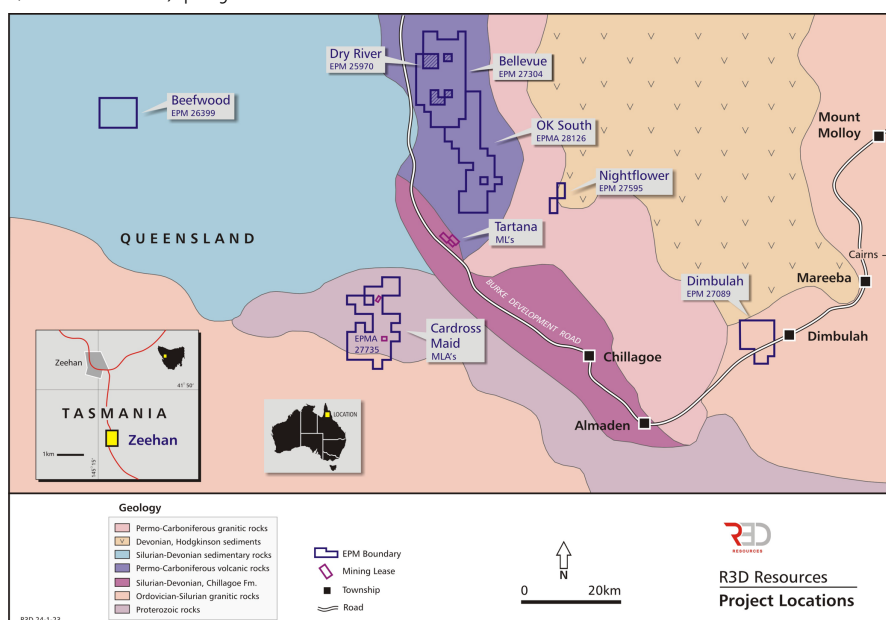 Dry River
EPM 25970
Bellevue
EPM 27304
Beefwood
EPM 26399
OK South
EPMA 28126
Mount
Molloy
Nightflower
EPM 27595
Tartana
ML's
QUEENSLAND
Cairns
Mareeba
Dimbulah
EPM 27089
BURKE DEVELOPMENT ROAD
Cardross
Maid
MLA's
EPMA
27735
Dimbulah
Chillagoe
Almaden
Zeehan
41° 50'
TASMANIA
Zeehan
1km
145° 15'
LOCATION
Geology
Permo-Carboniferous granitic rocks
Devonian, Hodgkinson sediments
Silurian-Devonian sedimentary rocks
Permo-Carboniferous volcanic rocks
Silurian-Devonian, Chillagoe Fm.
Ordovician-Silurian granitic rocks
Proterozoic rocks
EPM Boundary
Mining Lease
Township
Road
N
0 20km
R3D
RESOURCES
R3D Resources
Project Locations
R3D 24-1-23